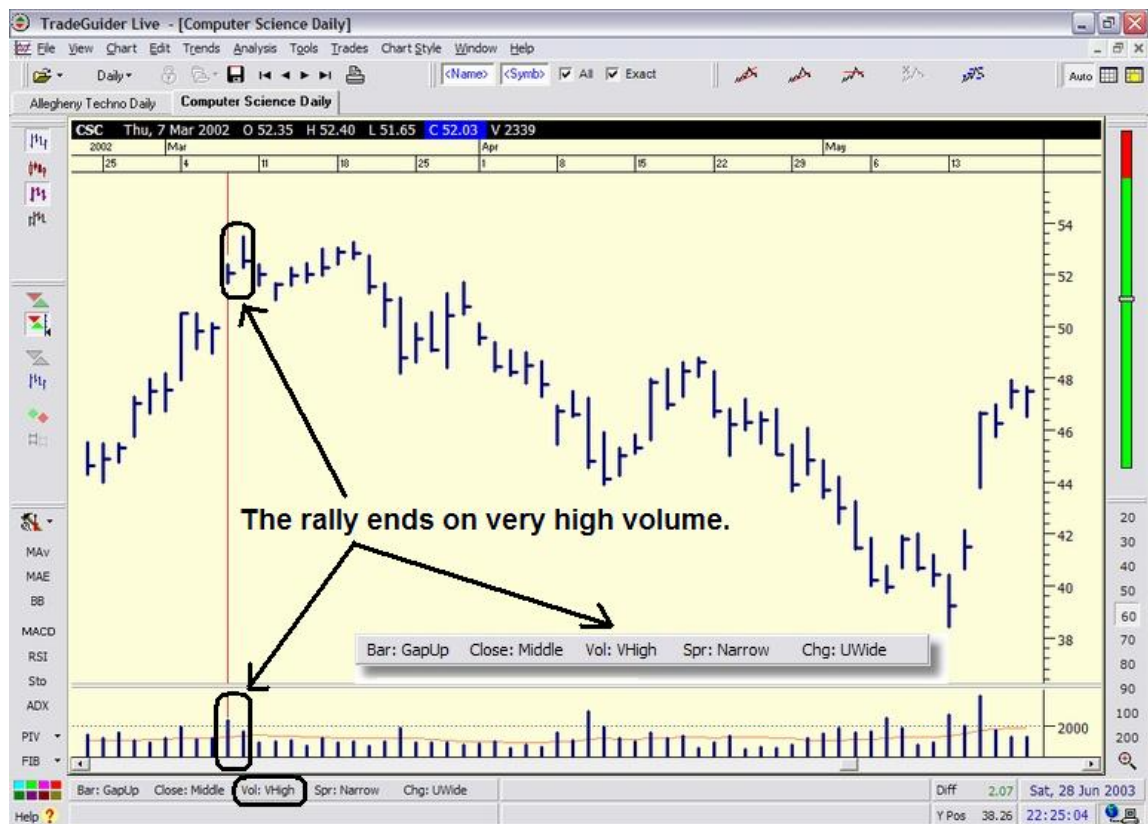 TradeGuider Live - [Computer Science Daily]
File View Chart Edit Trends Analysis Tools Trades Chart Style Window Help
Daily <Name> <Symb> All Exact Auto
Allegheny Techno Daily Computer Science Daily
CSC Thu, 7 Mar 2002 O 52.35 H 52.40 L 51.65 C 52.03 V 2339
2002 Mar Apr May
25 4 11 18 25 1 8 15 22 29 6 13
54
52
50
48
46
44
42
40
38
The rally ends on very high volume.
Bar: GapUp Close: Middle Vol: VHigh Spr: Narrow Chg: UWide
2000
MAv
MAE
BB
MACD
RSI
Sto
ADX
PIV
FIB
20
30
40
50
60
70
80
90
100
200
Bar: GapUp Close: Middle Vol: VHigh Spr: Narrow Chg: UWide Diff 2.07 Sat, 28 Jun 2003
Help ? Y Pos 38.26 22:25:04